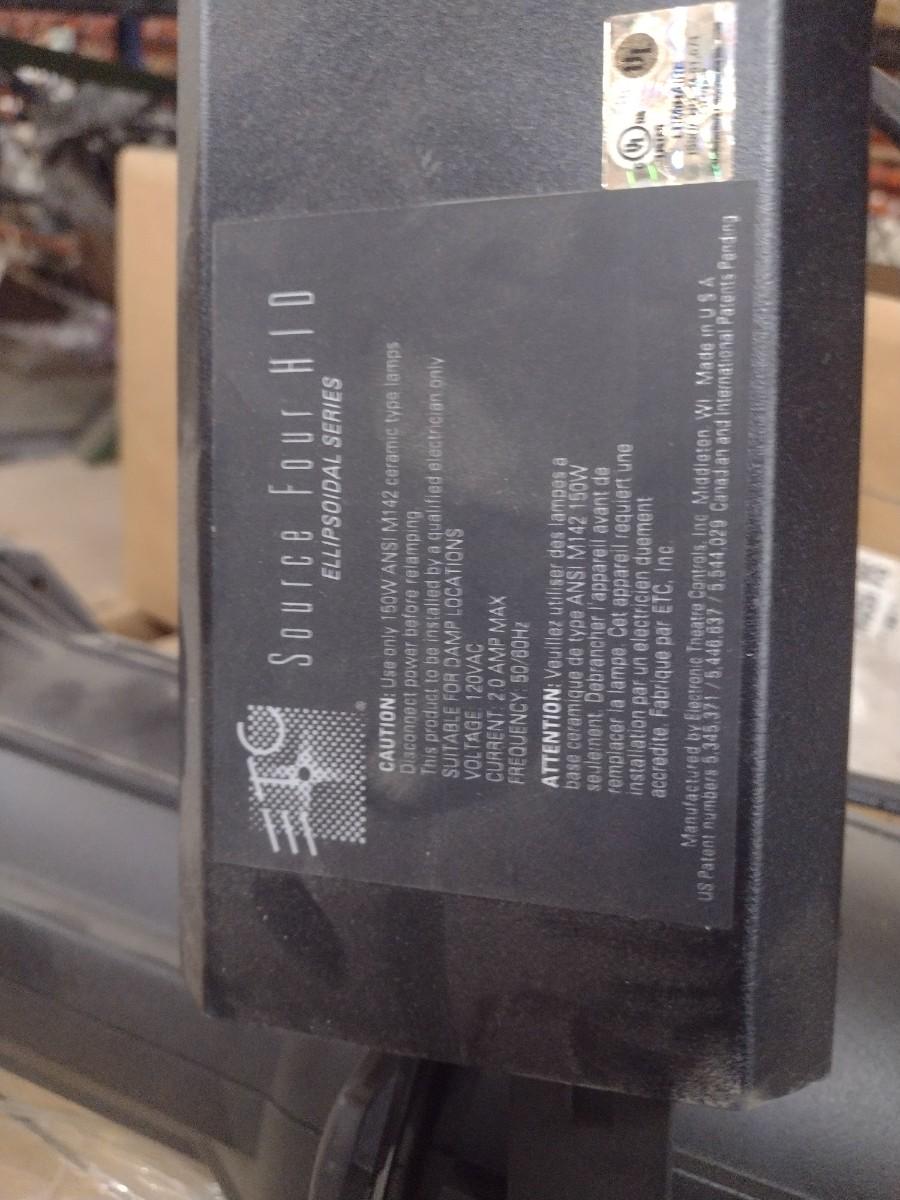 ETC®
Source Four HID
ELLIPSOIDAL SERIES
CAUTION: Use only 150W ANSI M142 ceramic type lamps
Disconnect power before relamping
This product to be installed by a qualified electrician only
SUITABLE FOR DAMP LOCATIONS
VOLTAGE: 120VAC
CURRENT: 2.0 AMP MAX
FREQUENCY: 50/60Hz
ATTENTION: Veuillez utiliser des lampes a
base ceramique de type ANSI M142 150W
seulement. Debrancher l'appareil avant de
remplacer la lampe. Cet appareil requiert une
installation par un electricien duement
accredite. Fabrique par ETC, Inc.
Manufactured by Electronic Theatre Controls, Inc. Middleton, WI Made in U S A
US Patent numbers 5,345,371 / 5,446,637 / 5,544,029 Canadian and International Patents Pending
UL
UL